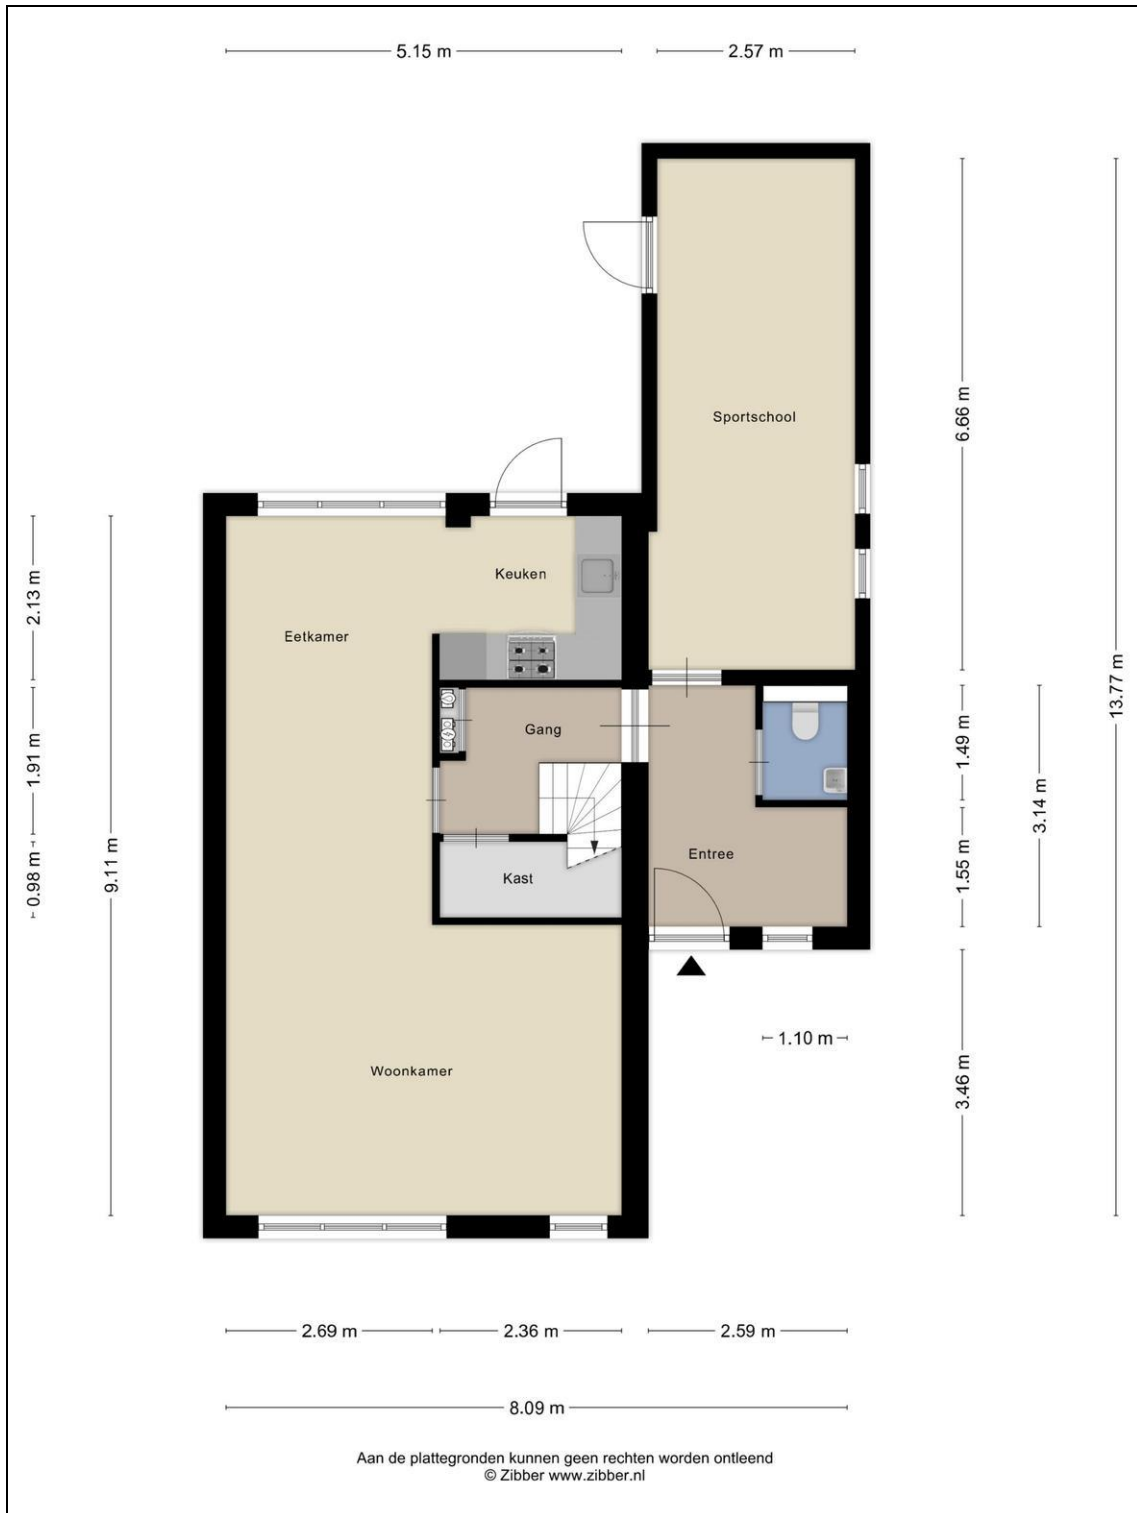 5.15 m
2.57 m
Sportschool
6.66 m
13.77 m
Keuken
Eetkamer
2.13 m
Gang
1.91 m
1.49 m
3.14 m
Entree
Kast
0.98 m
9.11 m
1.55 m
1.10 m
3.46 m
Woonkamer
2.69 m
2.36 m
2.59 m
8.09 m
Aan de plattegronden kunnen geen rechten worden ontleend
© Zibber www.zibber.nl